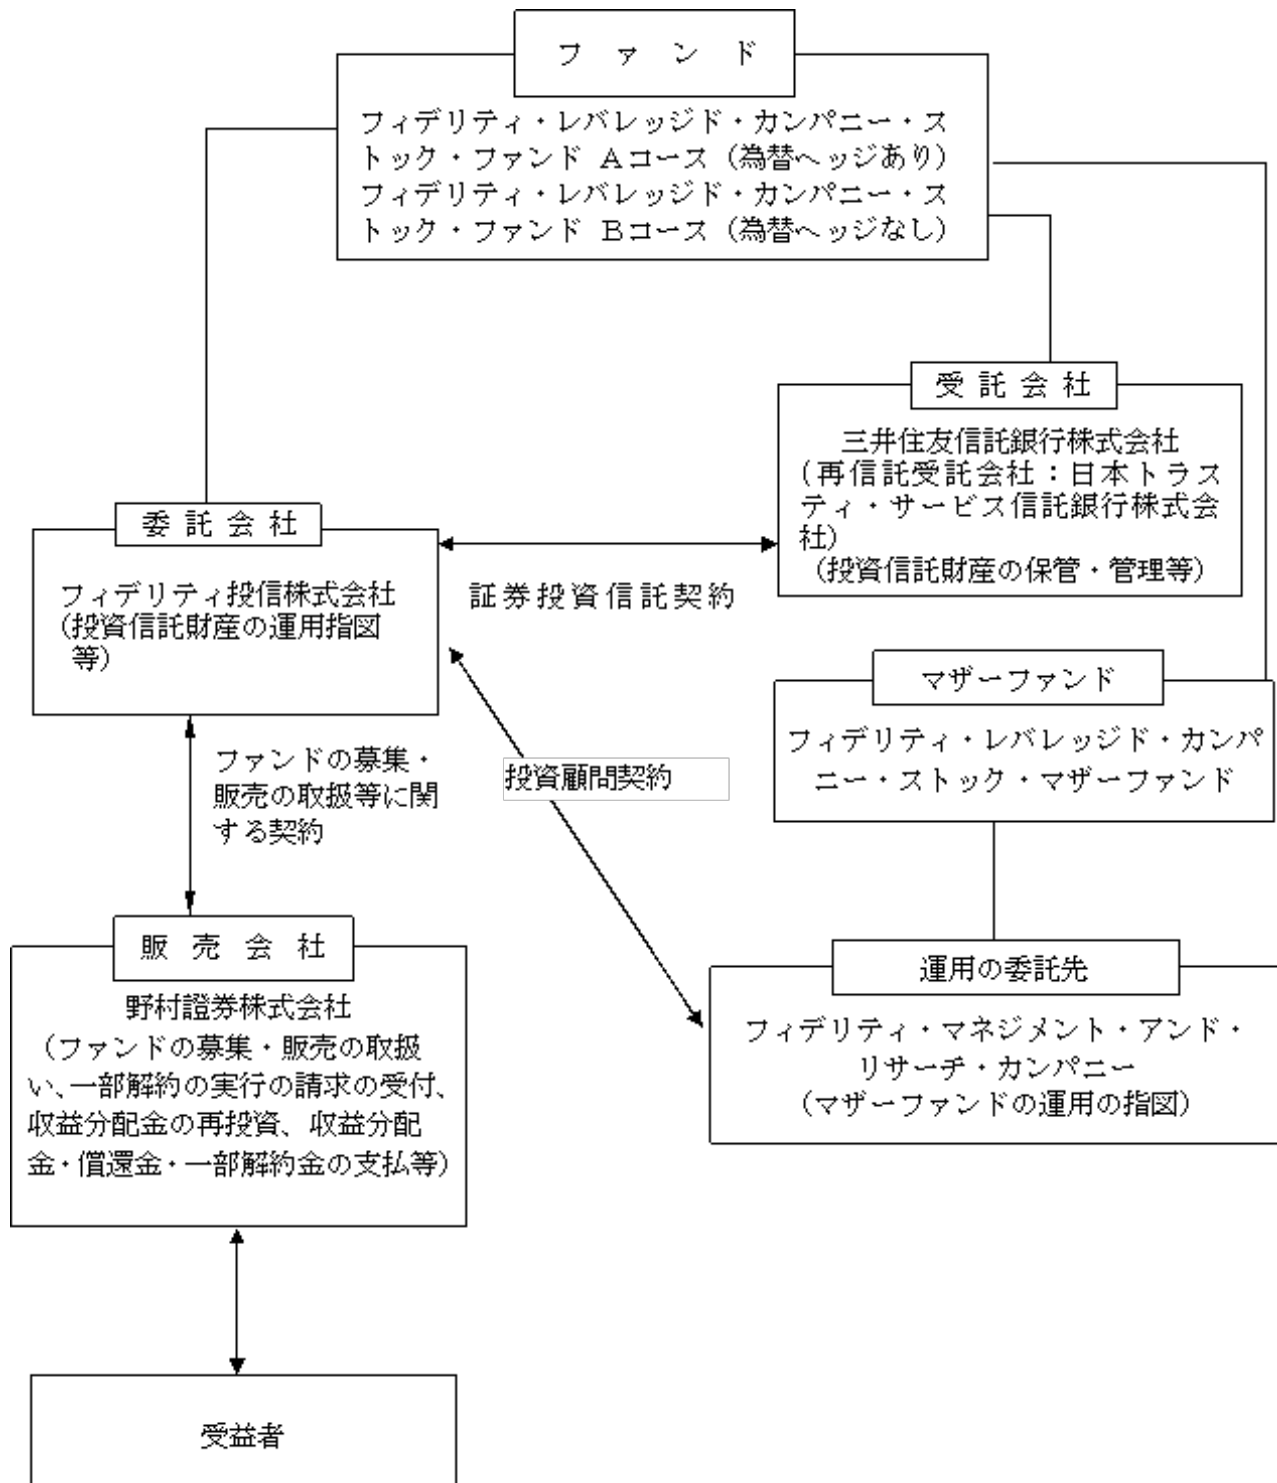 ファンド
フィデリティ・レバレッジド・カンパニー・ス
トック・ファンド Aコース（為替ヘッジあり）
フィデリティ・レバレッジド・カンパニー・ス
トック・ファンド Bコース（為替ヘッジなし）
受託会社
三井住友信託銀行株式会社
（再信託受託会社：日本トラス
ティ・サービス信託銀行株式会
社）
（投資信託財産の保管・管理等）
委託会社
フィデリティ投信株式会社
（投資信託財産の運用指図
等）
証券投資信託契約
マザーファンド
フィデリティ・レバレッジド・カンパ
ニー・ストック・マザーファンド
ファンドの募集・
販売の取扱等に関
する契約
投資顧問契約
販売会社
野村證券株式会社
（ファンドの募集・販売の取扱
い、一部解約の実行の請求の受付、
収益分配金の再投資、収益分配
金・償還金・一部解約金の支払等）
運用の委託先
フィデリティ・マネジメント・アンド・
リサーチ・カンパニー
（マザーファンドの運用の指図）
受益者